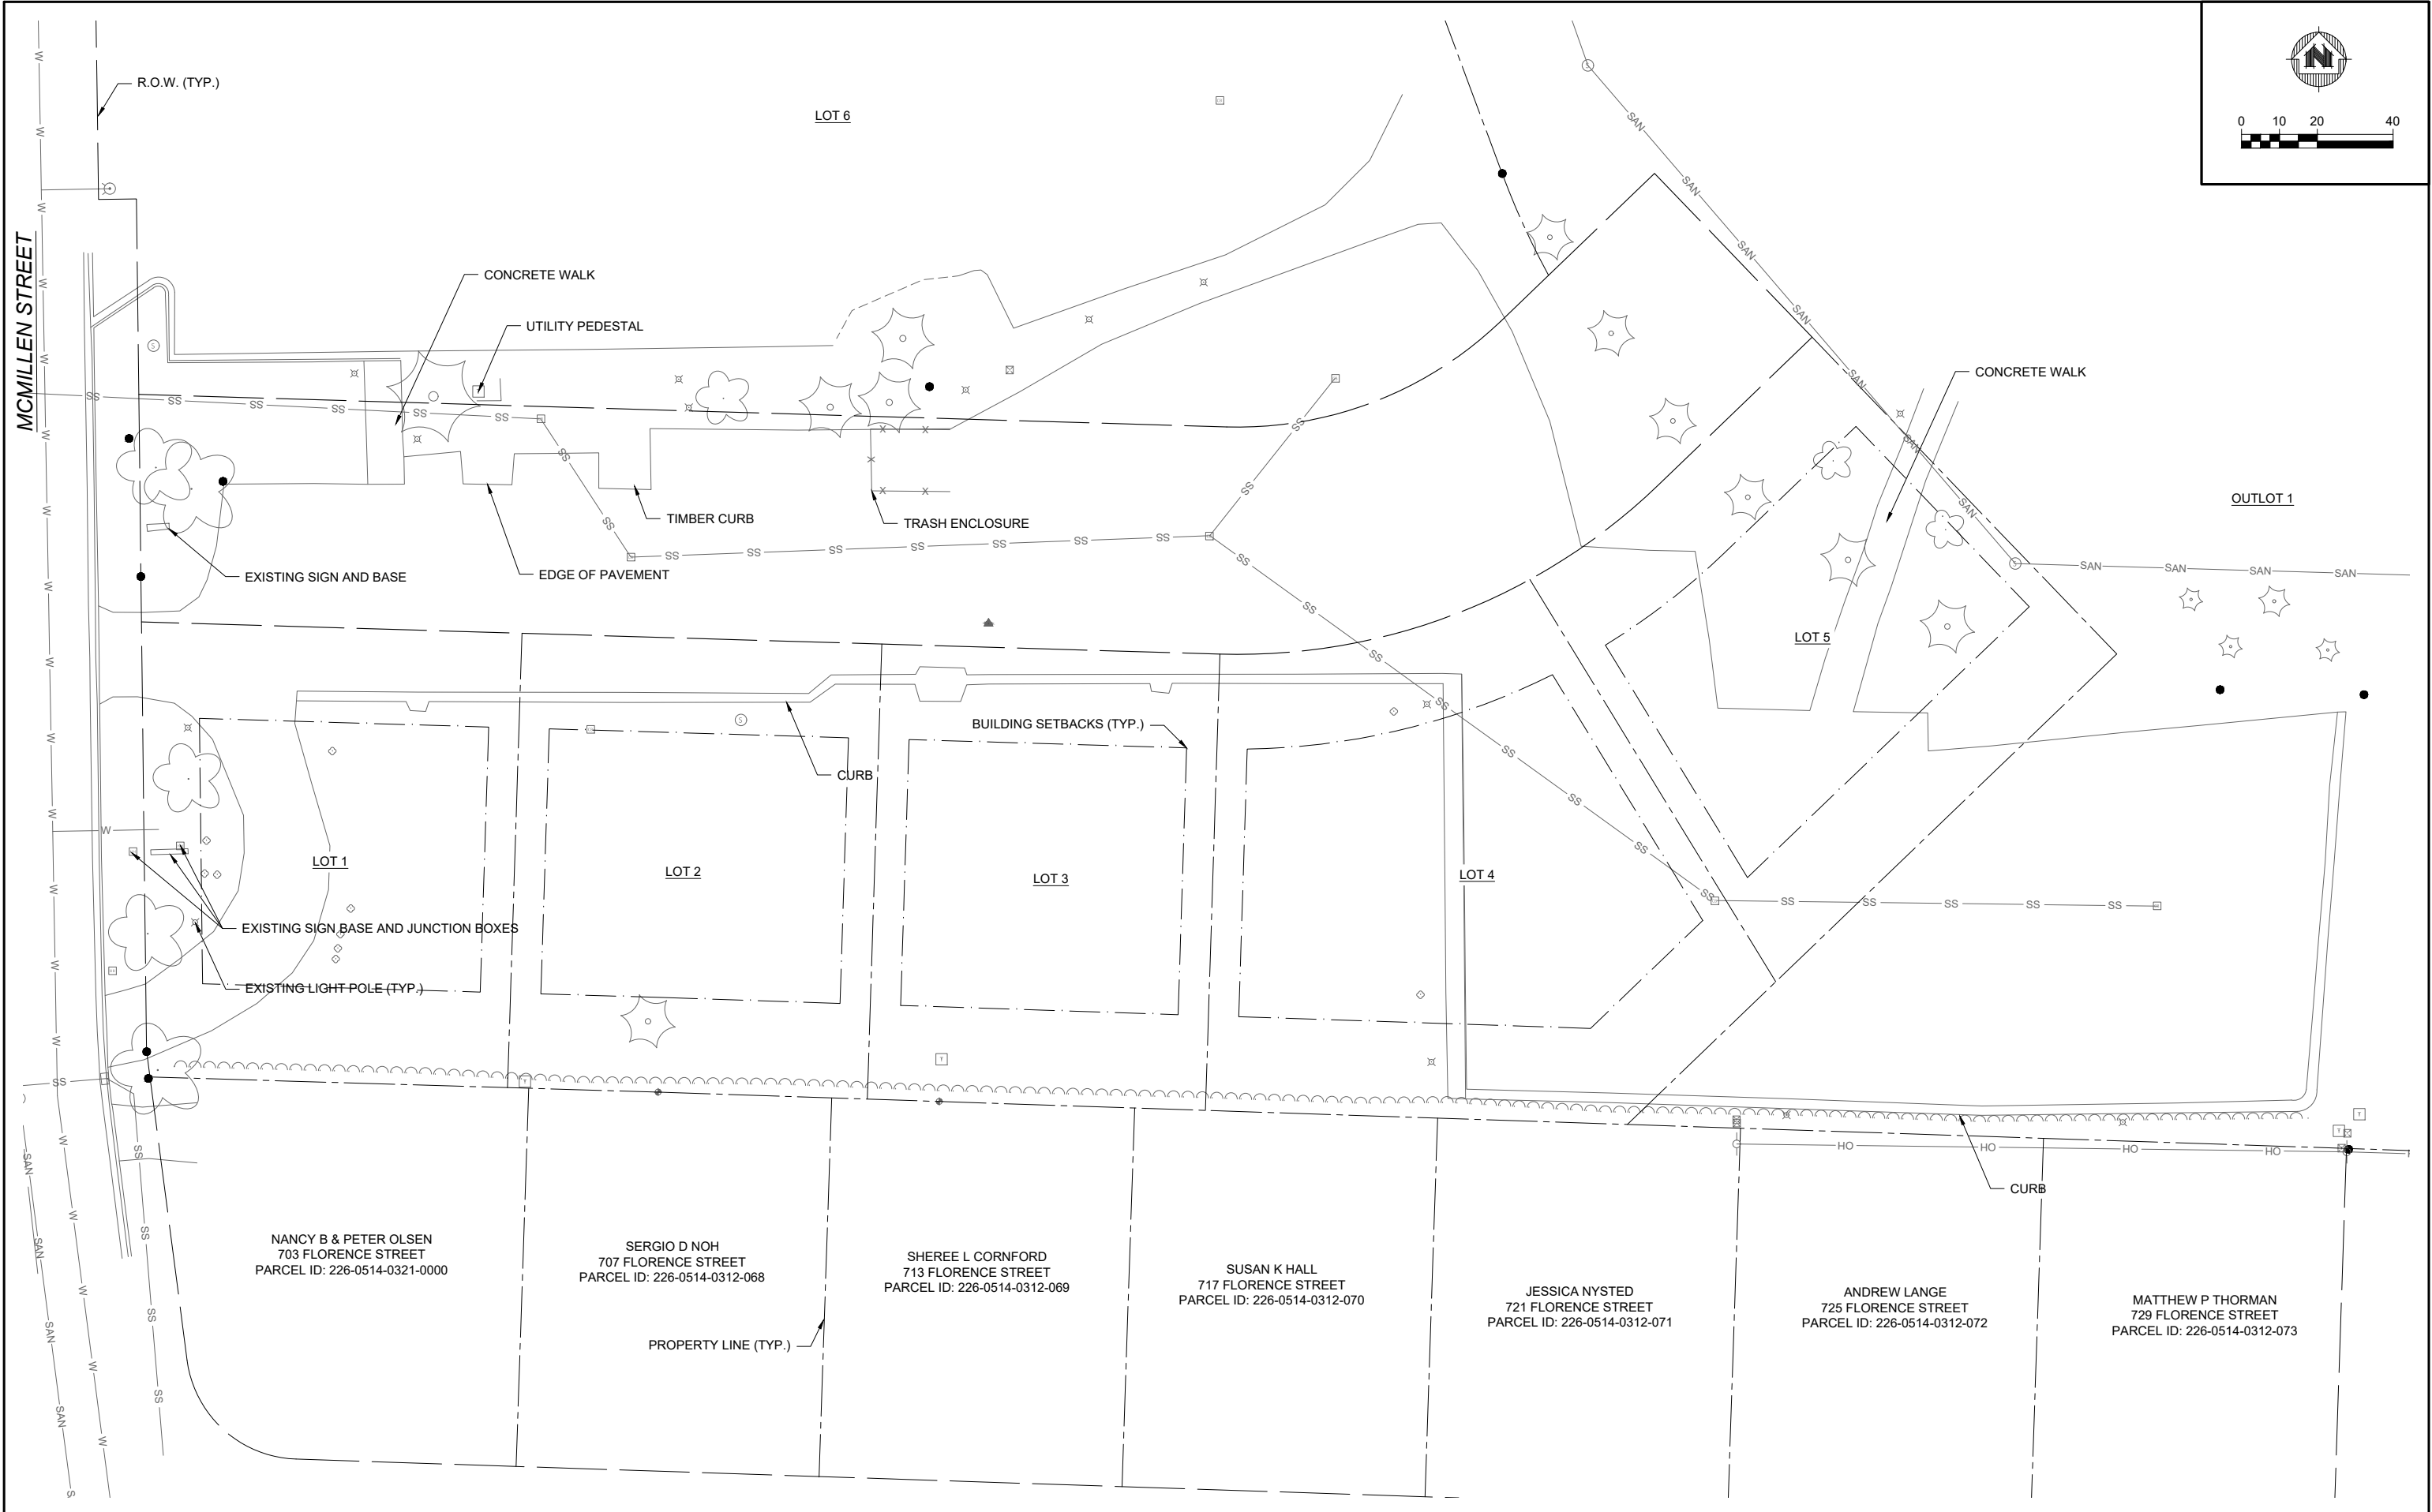 R.O.W. (TYP.)
LOT 6
N
0 10 20 40
MCMILLEN STREET
CONCRETE WALK
UTILITY PEDESTAL
CONCRETE WALK
OUTLOT 1
TIMBER CURB
TRASH ENCLOSURE
EXISTING SIGN AND BASE
EDGE OF PAVEMENT
LOT 5
BUILDING SETBACKS (TYP.)
CURB
LOT 1
LOT 2
LOT 3
LOT 4
EXISTING SIGN BASE AND JUNCTION BOXES
EXISTING LIGHT POLE (TYP.)
CURB
NANCY B & PETER OLSEN
703 FLORENCE STREET
PARCEL ID: 226-0514-0321-0000
SERGIO D NOH
707 FLORENCE STREET
PARCEL ID: 226-0514-0312-068
SHEREE L CORNFORD
713 FLORENCE STREET
PARCEL ID: 226-0514-0312-069
SUSAN K HALL
717 FLORENCE STREET
PARCEL ID: 226-0514-0312-070
JESSICA NYSTED
721 FLORENCE STREET
PARCEL ID: 226-0514-0312-071
ANDREW LANGE
725 FLORENCE STREET
PARCEL ID: 226-0514-0312-072
MATTHEW P THORMAN
729 FLORENCE STREET
PARCEL ID: 226-0514-0312-073
PROPERTY LINE (TYP.)
W
SS
SAN
HO